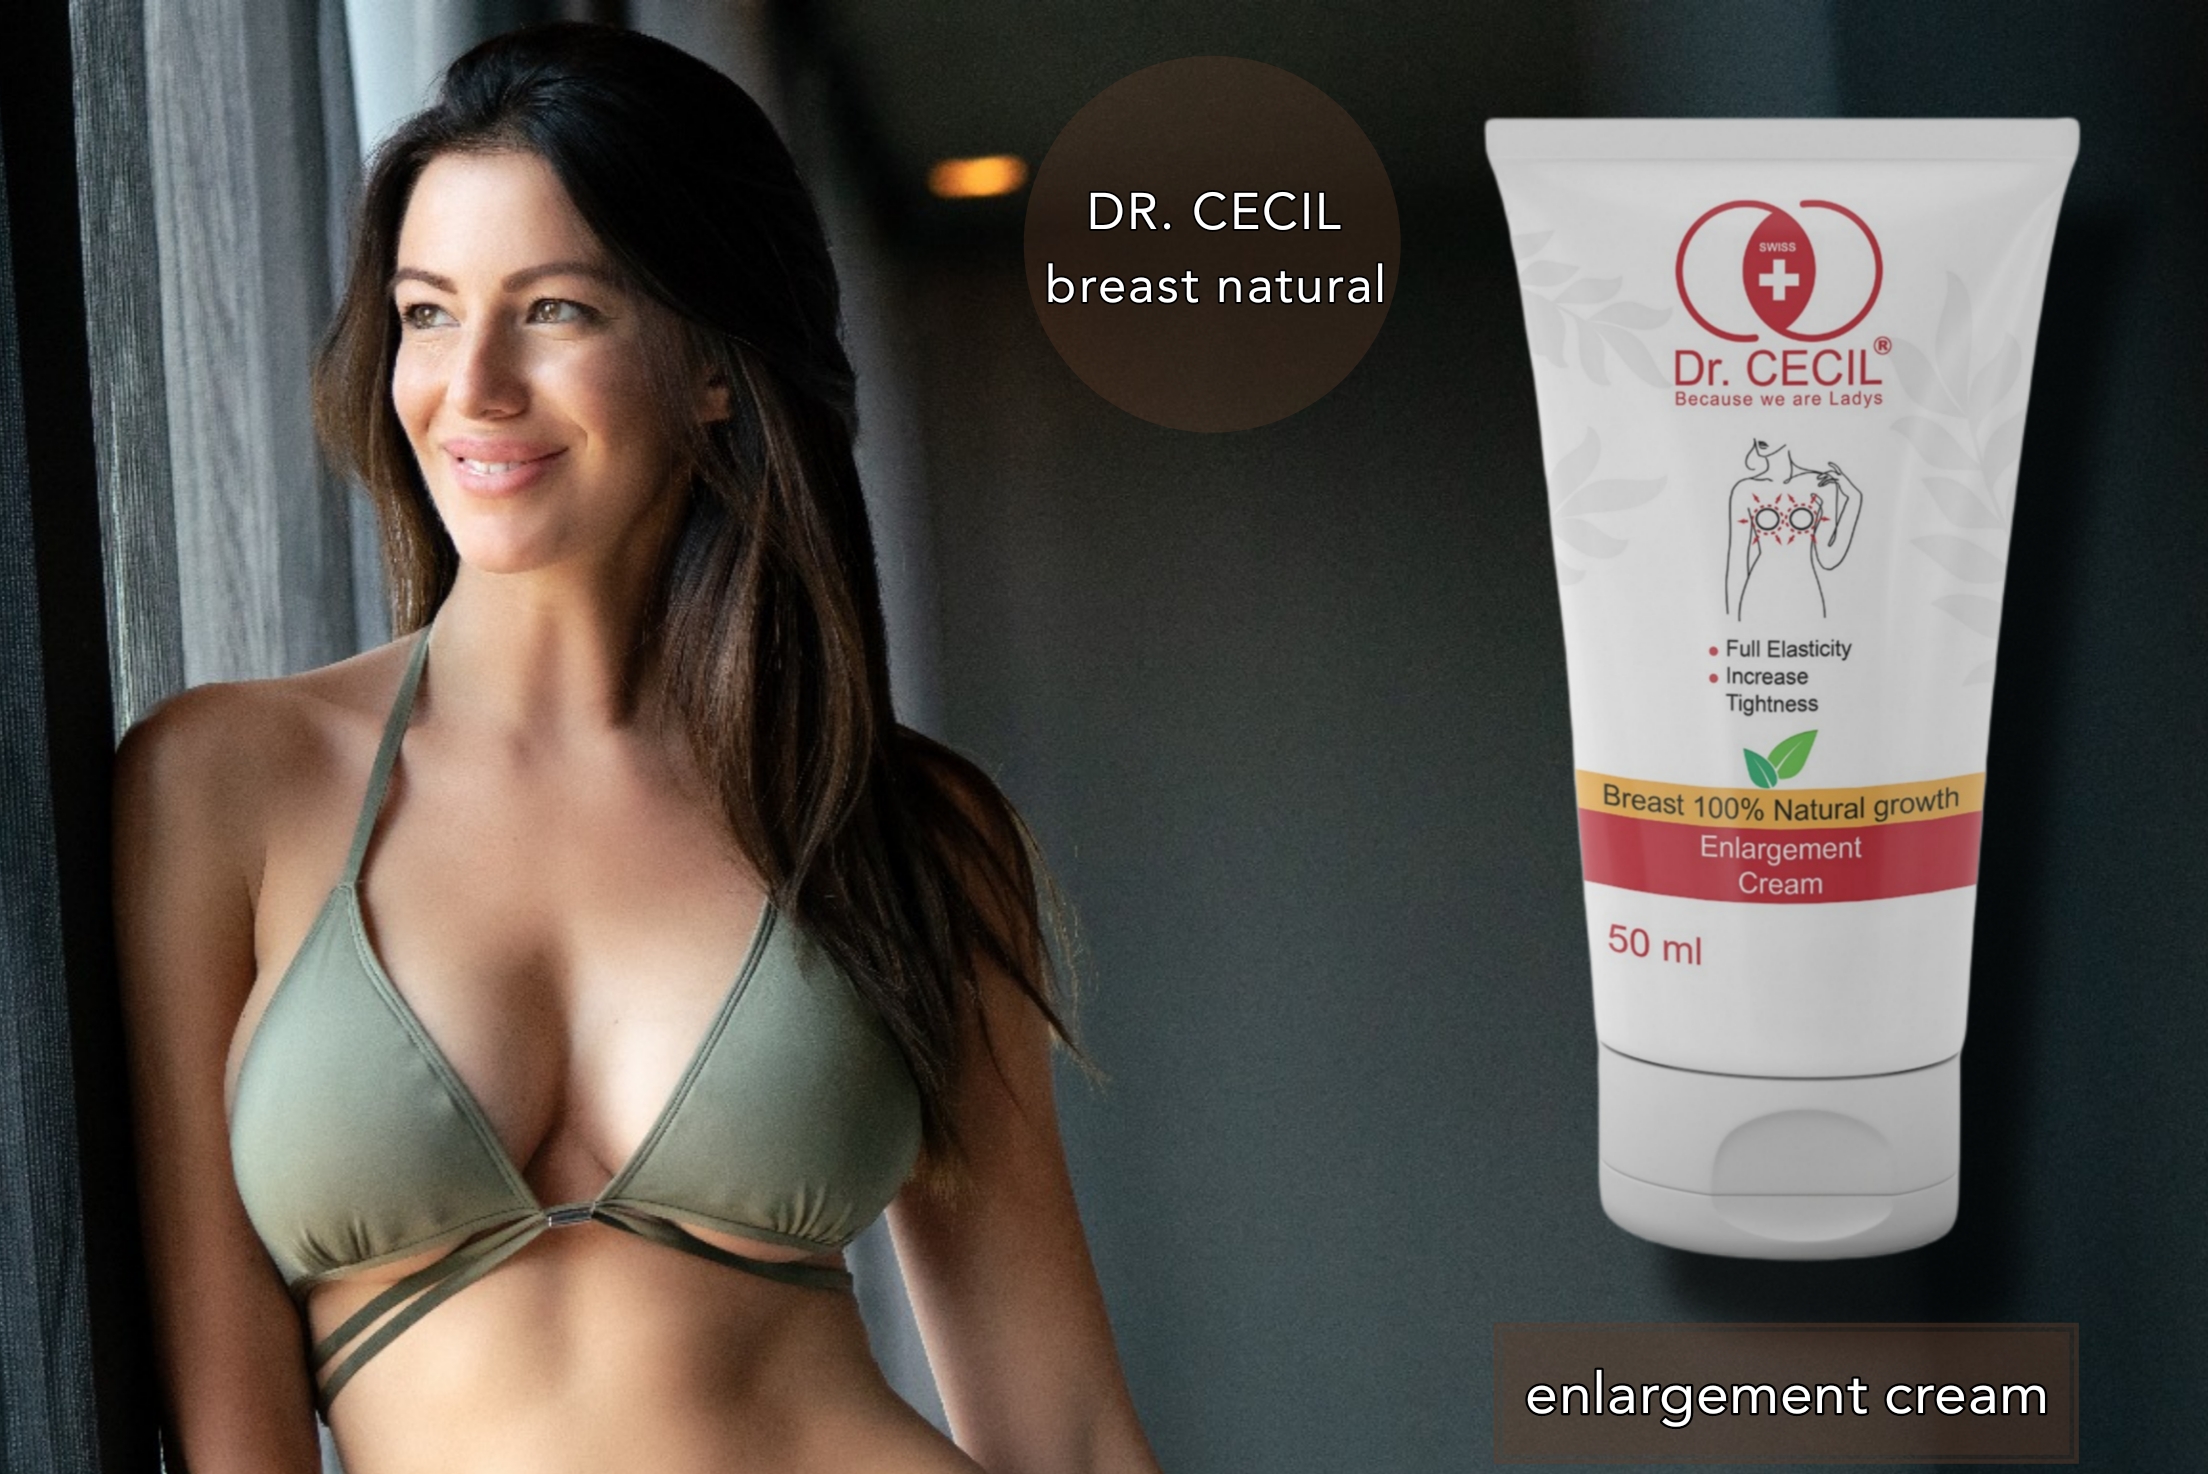 DR. CECIL
breast natural
SWISS
Dr. CECIL®
Because we are Ladys
• Full Elasticity
• Increase
Tightness
Breast 100% Natural growth
Enlargement
Cream
50 ml
enlargement cream